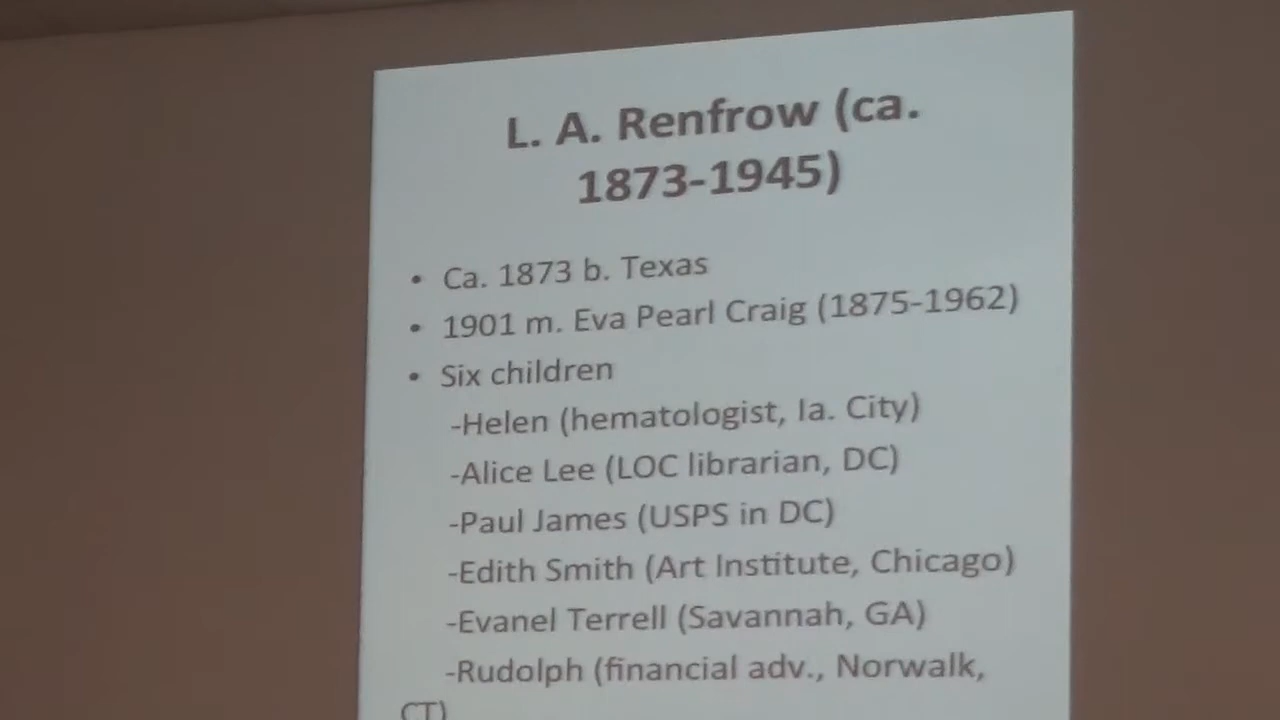 L. A. Renfrow (ca.
1873-1945)
• Ca. 1873 b. Texas
• 1901 m. Eva Pearl Craig (1875-1962)
• Six children
-Helen (hematologist, Ia. City)
-Alice Lee (LOC librarian, DC)
-Paul James (USPS in DC)
-Edith Smith (Art Institute, Chicago)
-Evanel Terrell (Savannah, GA)
-Rudolph (financial adv., Norwalk,
CT)